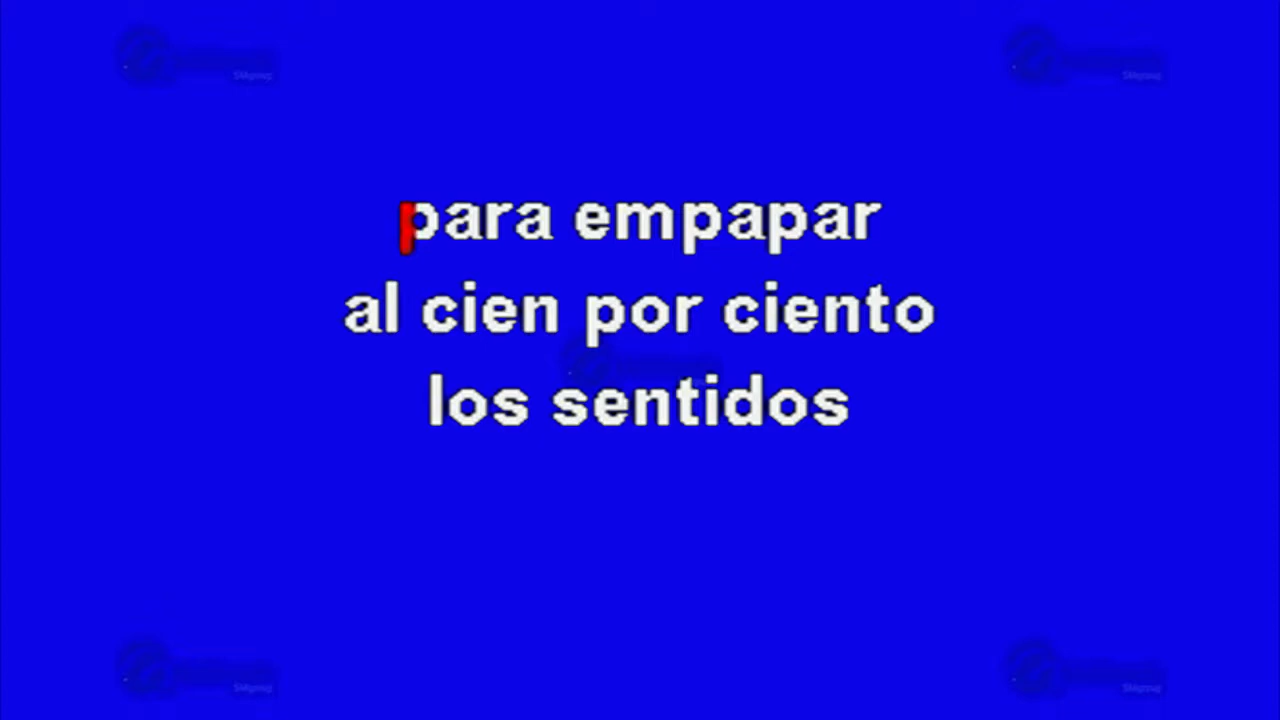 para empapar
al cien por ciento
los sentidos